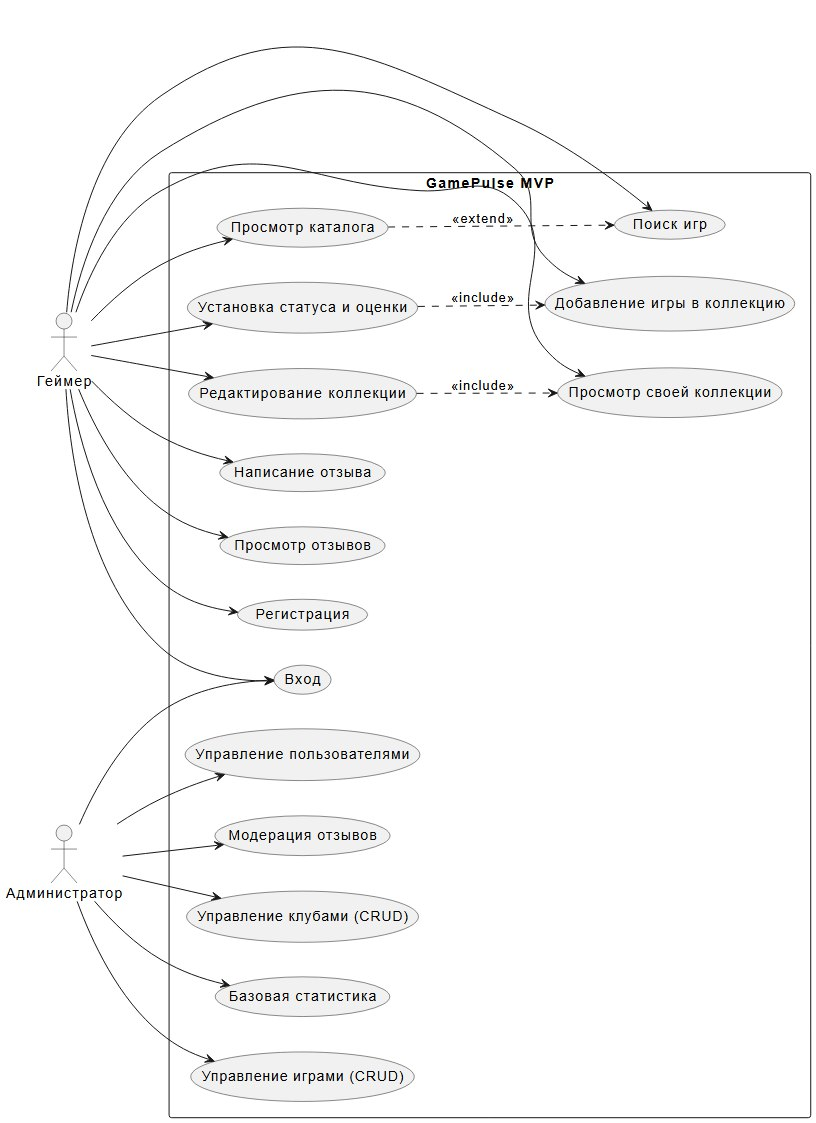 GamePulse MVP
Просмотр каталога
«extend»
Поиск игр
Установка статуса и оценки
«include»
Добавление игры в коллекцию
Геймер
Редактирование коллекции
«include»
Просмотр своей коллекции
Написание отзыва
Просмотр отзывов
Регистрация
Вход
Управление пользователями
Модерация отзывов
Администратор
Управление клубами (CRUD)
Базовая статистика
Управление играми (CRUD)